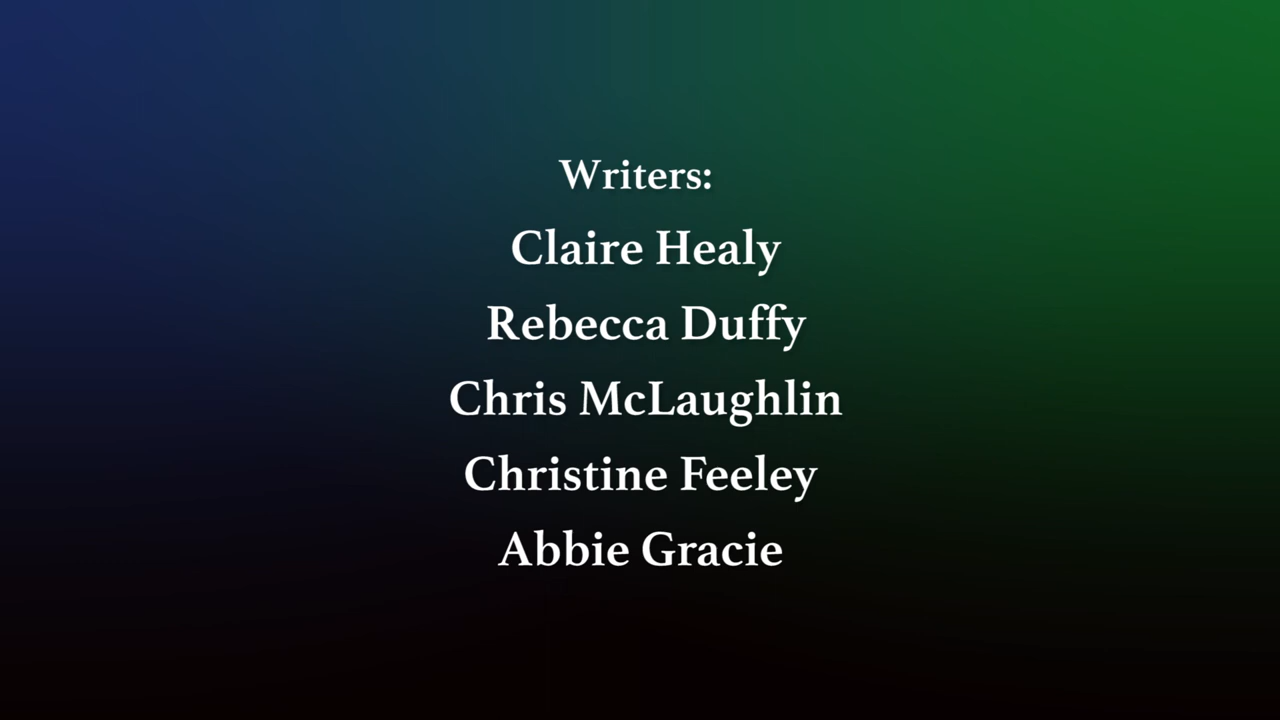 Writers:
Claire Healy
Rebecca Duffy
Chris McLaughlin
Christine Feeley
Abbie Gracie